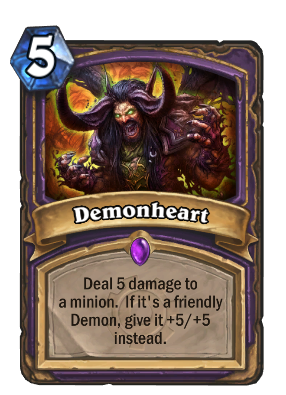 5
Demonheart
Deal 5 damage to
a minion. If it's a friendly
Demon, give it +5/+5
instead.